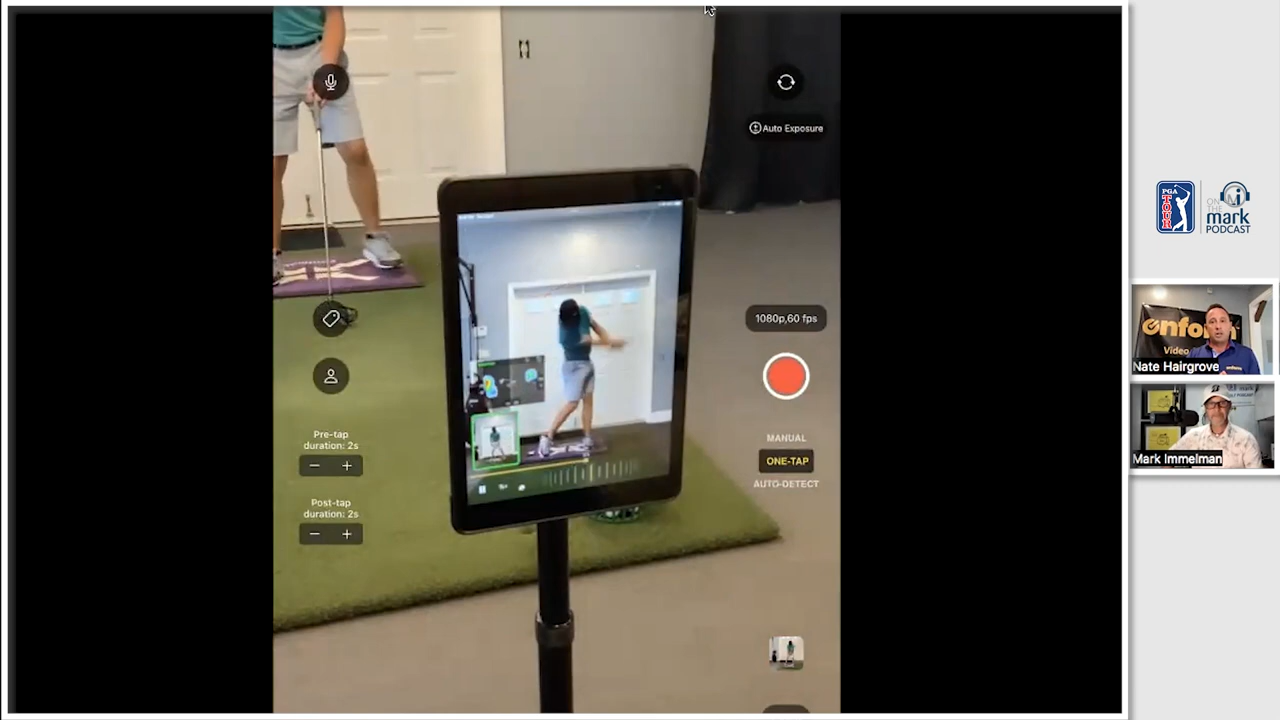 Auto Exposure
1080p,60 fps
MANUAL
ONE-TAP
AUTO-DETECT
Pre-tap
duration: 2s
− +
Post-tap
duration: 2s
− +
PGA
TOUR
ON
THE
mark
PODCAST
onform
Video
Nate Hairgrove
Mark Immelman